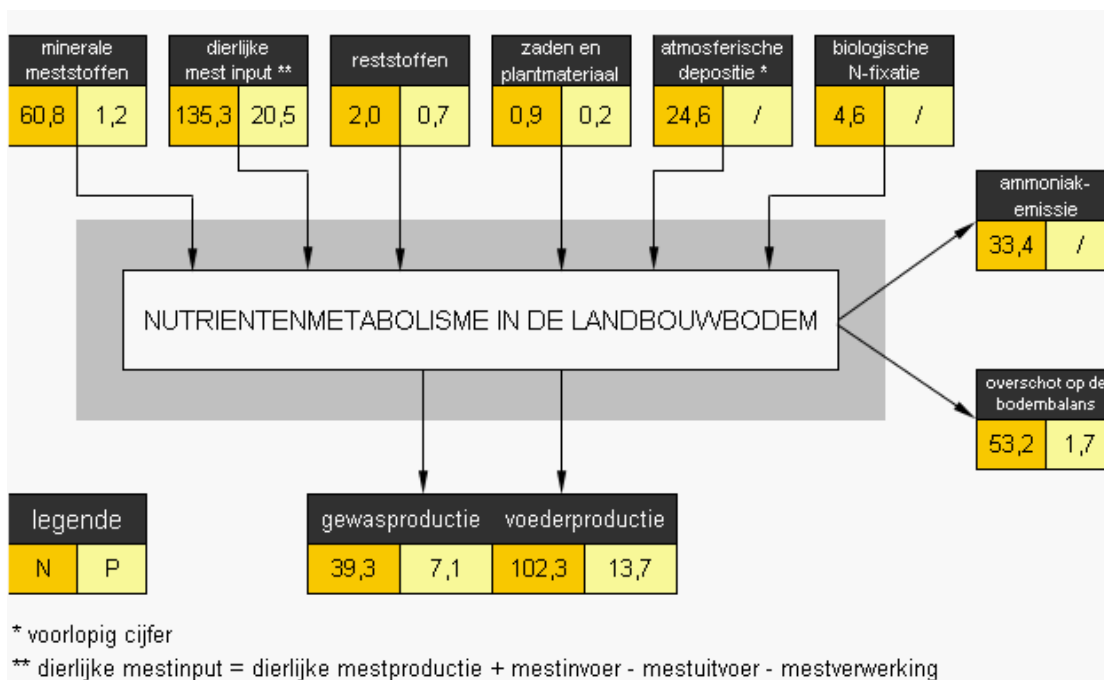 minerale
meststoffen
60,8 1,2
dierlijke
mest input **
135,3 20,5
reststoffen
2,0 0,7
zaden en
plantmateriaal
0,9 0,2
atmosferische
depositie *
24,6 /
biologische
N-fixatie
4,6 /
ammoniak-
emissie
33,4 /
NUTRIENTENMETABOLISME IN DE LANDBOUWBODEM
overschot op de
bodembalans
53,2 1,7
legende
N P
gewasproductie voederproductie
39,3 7,1 102,3 13,7
* voorlopig cijfer
** dierlijke mestinput = dierlijke mestproductie + mestinvoer - mestuitvoer - mestverwerking